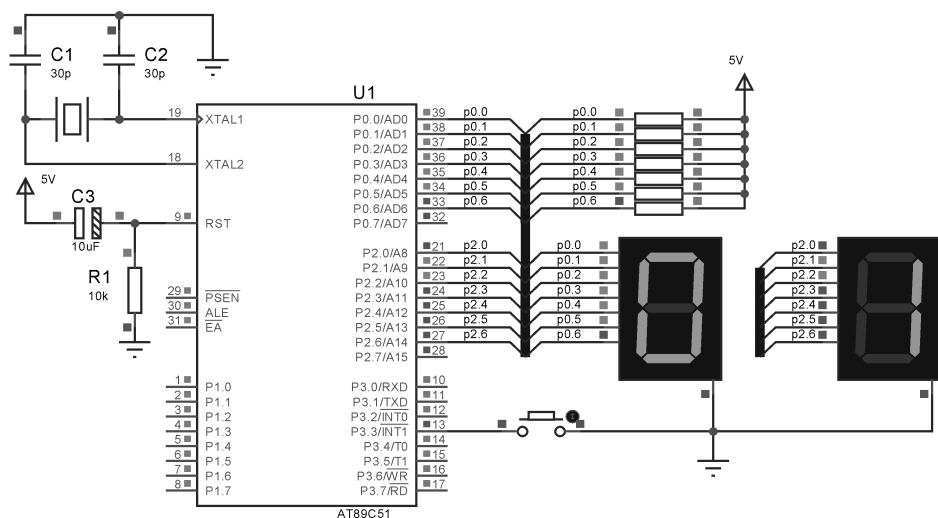 C1
30p
C2
30p
5V
U1
19
XTAL1
18
XTAL2
5V
C3
10uF
9
RST
R1
10k
29
PSEN
30
ALE
31
EA
1
P1.0
2
P1.1
3
P1.2
4
P1.3
5
P1.4
6
P1.5
7
P1.6
8
P1.7
P0.0/AD0
39
p0.0
P0.1/AD1
38
p0.1
P0.2/AD2
37
p0.2
P0.3/AD3
36
p0.3
P0.4/AD4
35
p0.4
P0.5/AD5
34
p0.5
P0.6/AD6
33
p0.6
P0.7/AD7
32
P2.0/A8
21
p2.0
P2.1/A9
22
p2.1
P2.2/A10
23
p2.2
P2.3/A11
24
p2.3
P2.4/A12
25
p2.4
P2.5/A13
26
p2.5
P2.6/A14
27
p2.6
P2.7/A15
28
P3.0/RXD
10
P3.1/TXD
11
P3.2/INT0
12
P3.3/INT1
13
P3.4/T0
14
P3.5/T1
15
P3.6/WR
16
P3.7/RD
17
AT89C51
p0.0
p0.1
p0.2
p0.3
p0.4
p0.5
p0.6
p0.0
p0.1
p0.2
p0.3
p0.4
p0.5
p0.6
0
p2.0
p2.1
p2.2
p2.3
p2.4
p2.5
p2.6
1